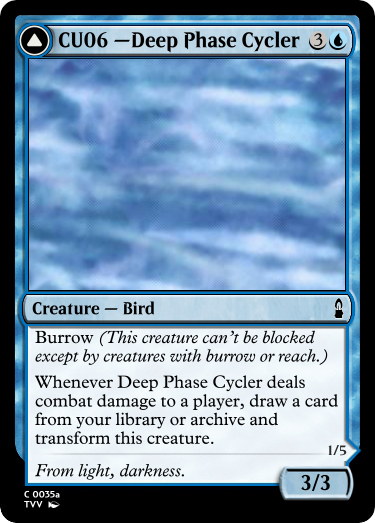 CU06 —Deep Phase Cycler 3
Creature — Bird
Burrow (This creature can't be blocked
except by creatures with burrow or reach.)
Whenever Deep Phase Cycler deals
combat damage to a player, draw a card
from your library or archive and
transform this creature.
1/5
From light, darkness.
3/3
C 0035a
TVV